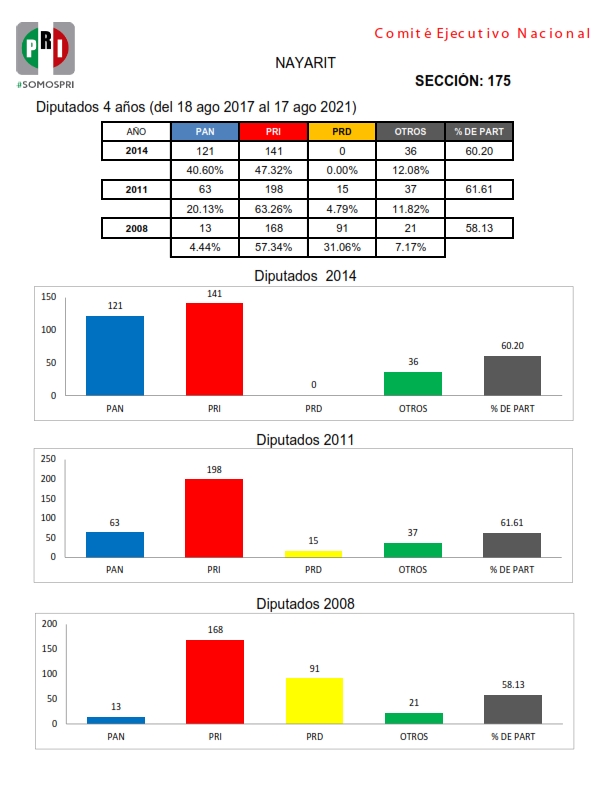 Comité Ejecutivo Nacional
PRI
#SOMOSPRI
NAYARIT
SECCIÓN: 175
Diputados 4 años (del 18 ago 2017 al 17 ago 2021)
AÑO PAN PRI PRD OTROS % DE PART
2014 121 141 0 36 60.20
40.60% 47.32% 0.00% 12.08%
2011 63 198 15 37 61.61
20.13% 63.26% 4.79% 11.82%
2008 13 168 91 21 58.13
4.44% 57.34% 31.06% 7.17%
Diputados 2014
150
100
50
0
121
141
0
36
60.20
PAN PRI PRD OTROS % DE PART
Diputados 2011
250
200
150
100
50
0
63
198
15
37
61.61
PAN PRI PRD OTROS % DE PART
Diputados 2008
200
150
100
50
0
13
168
91
21
58.13
PAN PRI PRD OTROS % DE PART